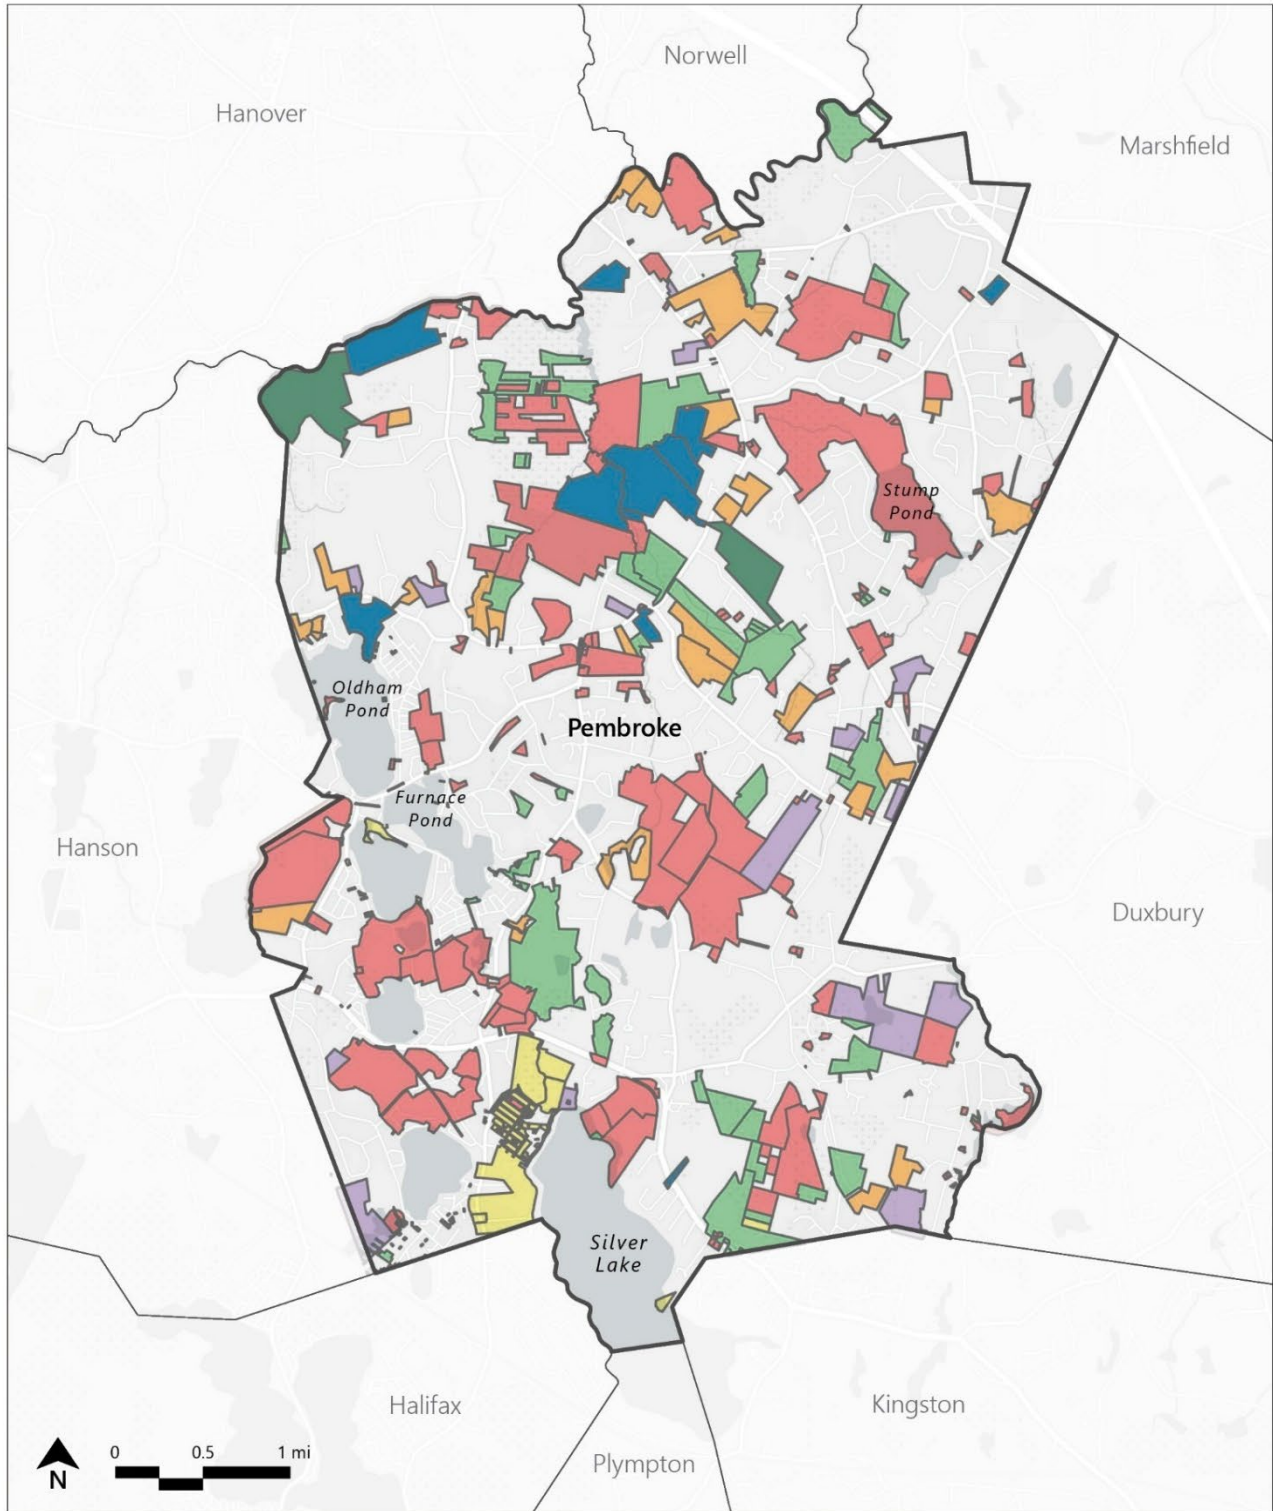 Norwell
Hanover
Marshfield
Stump
Pond
Oldham
Pond
Pembroke
Furnace
Pond
Hanson
Duxbury
Silver
Lake
Halifax
Kingston
Plympton
0 0.5 1 mi
N